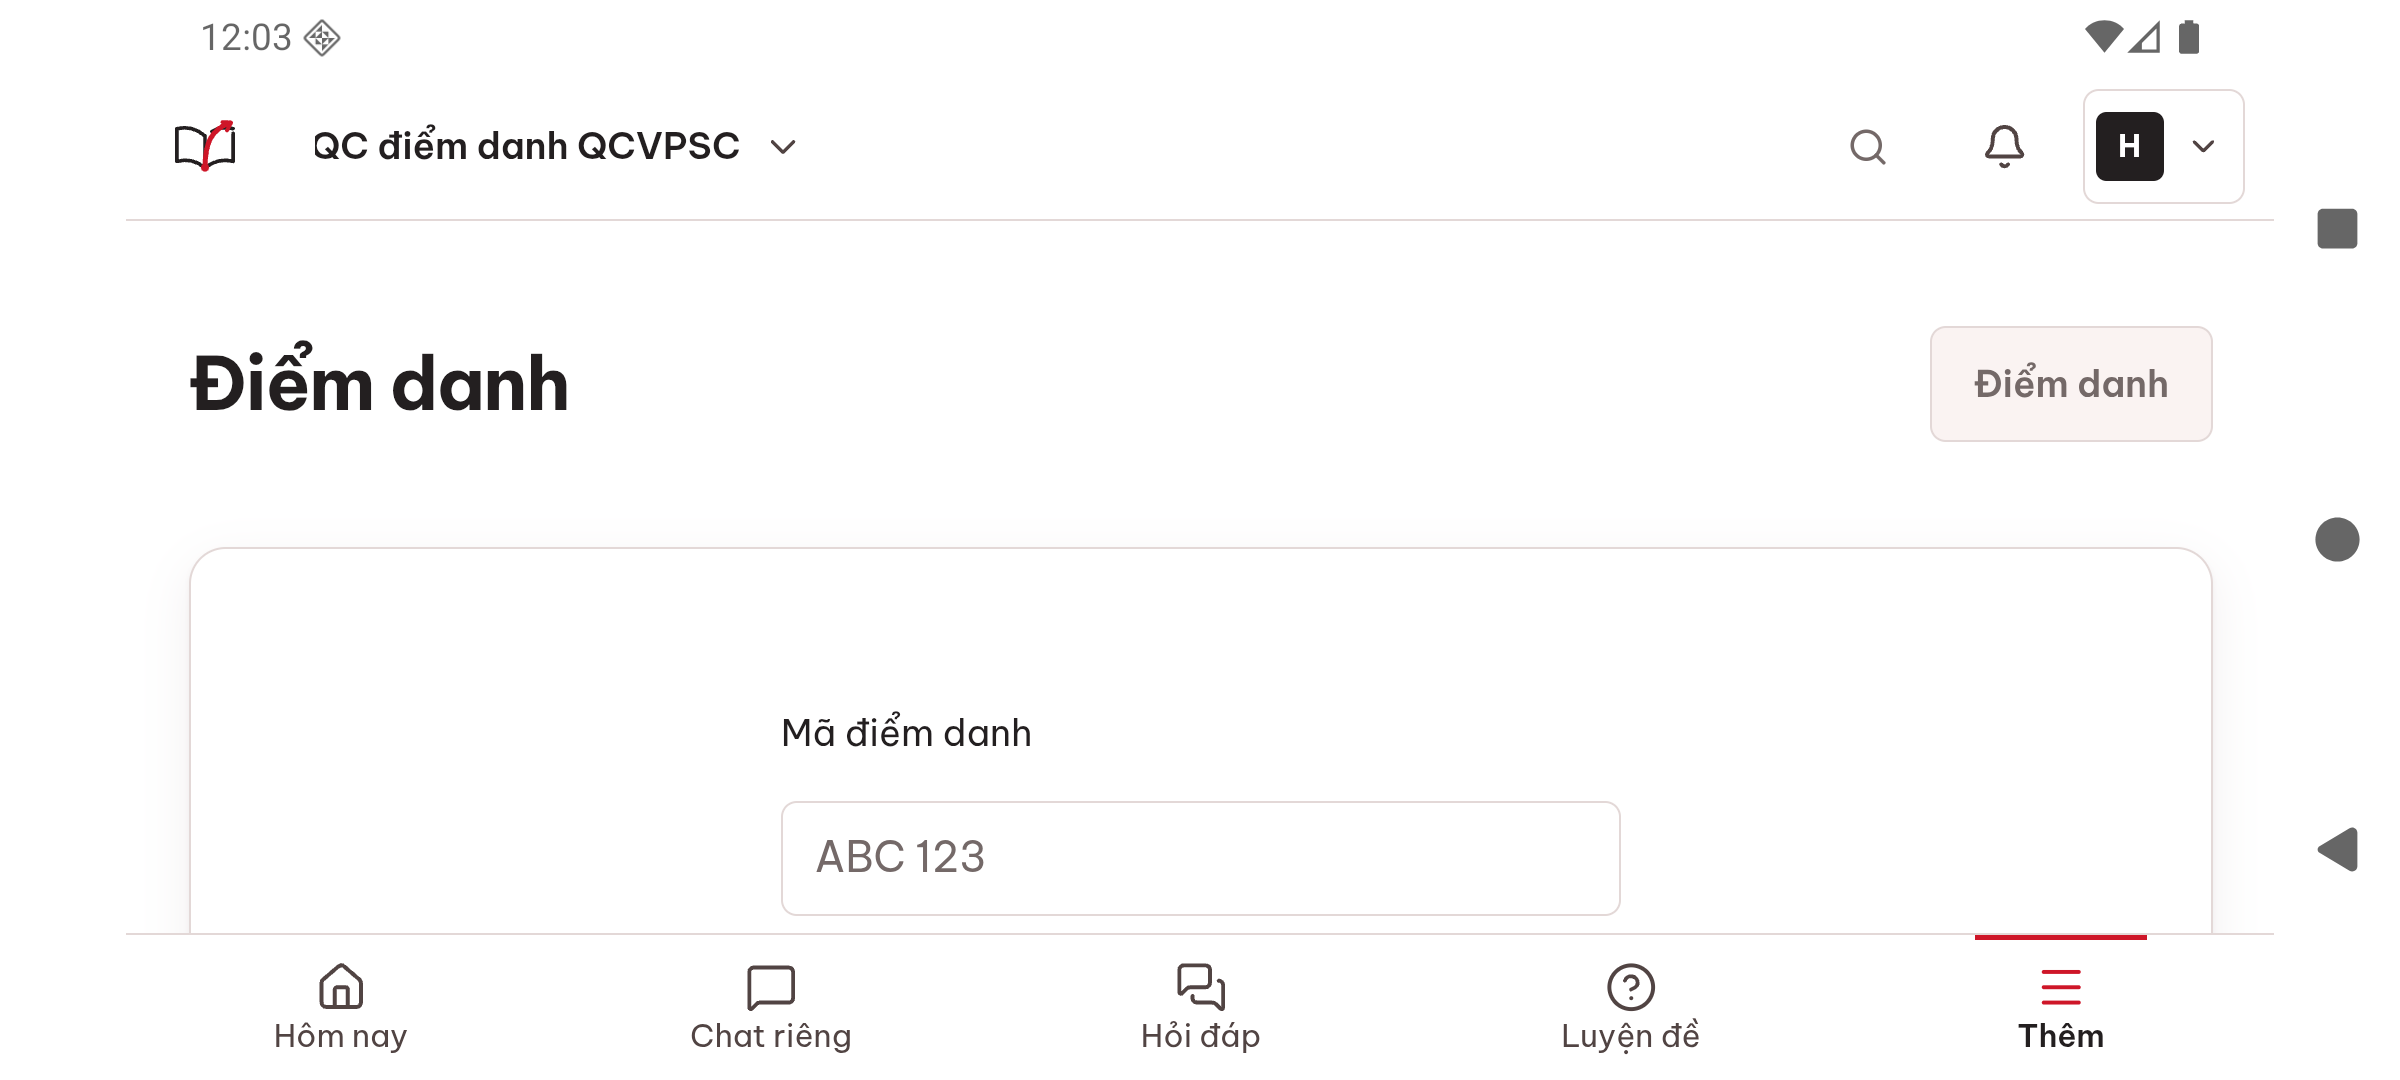 12:03
QC điểm danh QCVPSC
H
Điểm danh
Điểm danh
Mã điểm danh
ABC 123
Hôm nay
Chat riêng
Hỏi đáp
Luyện đề
Thêm